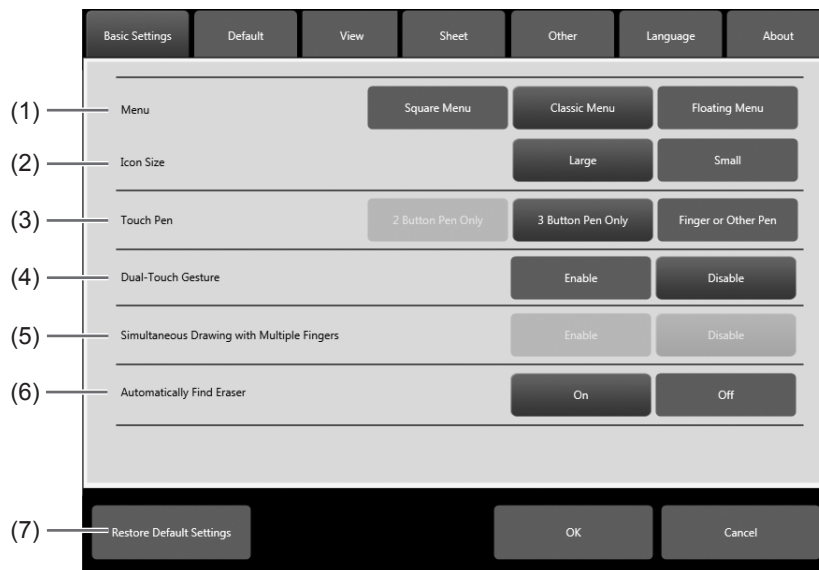 Basic Settings Default View Sheet Other Language About
(1) Menu Square Menu Classic Menu Floating Menu
(2) Icon Size Large Small
(3) Touch Pen 2 Button Pen Only 3 Button Pen Only Finger or Other Pen
(4) Dual-Touch Gesture Enable Disable
(5) Simultaneous Drawing with Multiple Fingers Enable Disable
(6) Automatically Find Eraser On Off
(7) Restore Default Settings OK Cancel